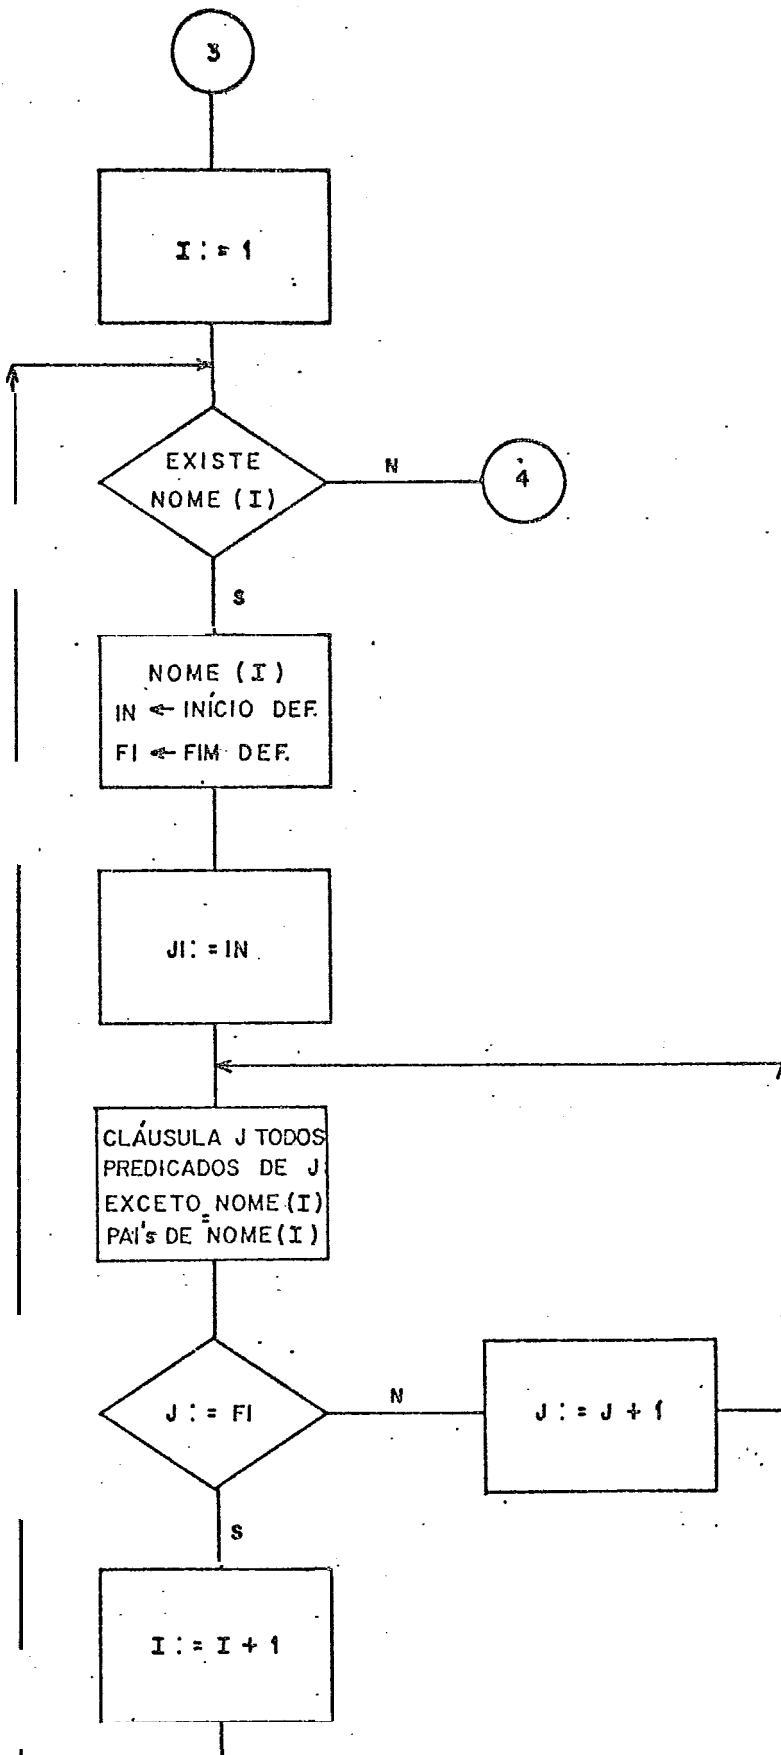 3
I := 1
EXISTE
NOME (I)
N
4
S
NOME (I)
IN ← INÍCIO DEF.
FI ← FIM DEF.
JI := IN
CLÁUSULA J TODOS
PREDICADOS DE J
EXCETO NOME (I)
=
PAI's DE NOME (I)
J := FI
N
J := J + 1
S
I := I + 1